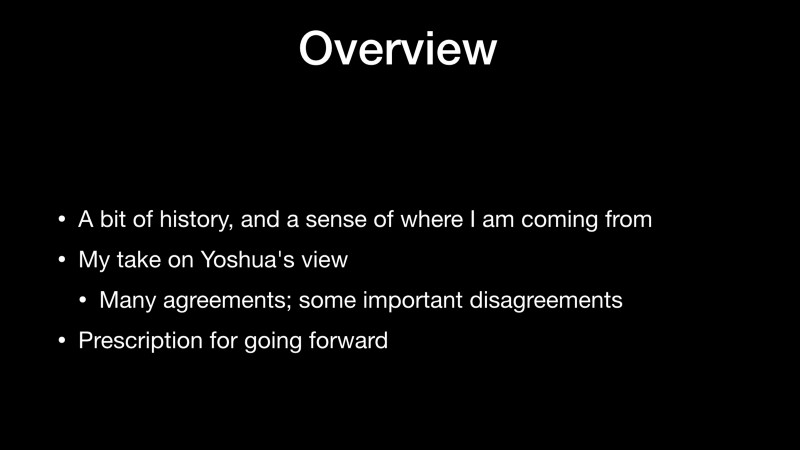 Overview
• A bit of history, and a sense of where I am coming from
• My take on Yoshua's view
• Many agreements; some important disagreements
• Prescription for going forward